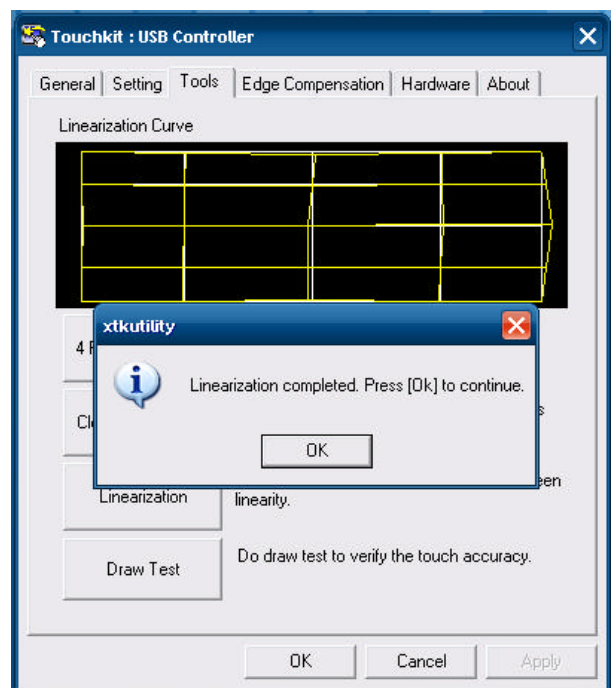 Touchkit : USB Controller
General Setting Tools Edge Compensation Hardware About
Linearization Curve
xtkutility
4
Linearization completed. Press [Ok] to continue.
OK
Linearization
linearity.
Draw Test
Do draw test to verify the touch accuracy.
OK Cancel Apply